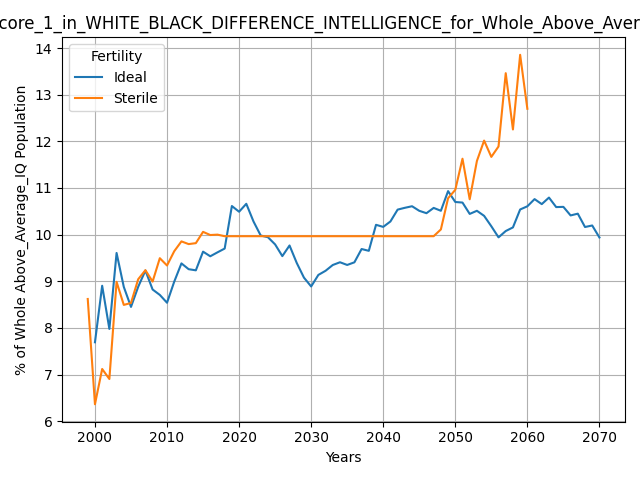 core_1_in_WHITE_BLACK_DIFFERENCE_INTELLIGENCE_for_Whole_Above_Aver
Fertility
Ideal
Sterile
% of Whole Above_Average_IQ Population
14
13
12
11
10
9
8
7
6
2000 2010 2020 2030 2040 2050 2060 2070
Years